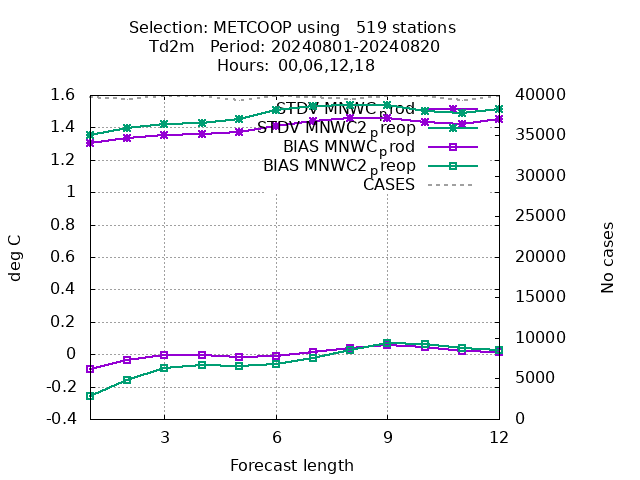 Selection: METCOOP using   519 stations
Td2m   Period: 20240801-20240820
Hours:  00,06,12,18
STDV MNWC_prod
STDV MNWC2_preop
BIAS MNWC_prod
BIAS MNWC2_preop
CASES
1.6
1.4
1.2
1
0.8
0.6
0.4
0.2
0
-0.2
-0.4
deg C
40000
35000
30000
25000
20000
15000
10000
5000
0
No cases
3
6
9
12
Forecast length